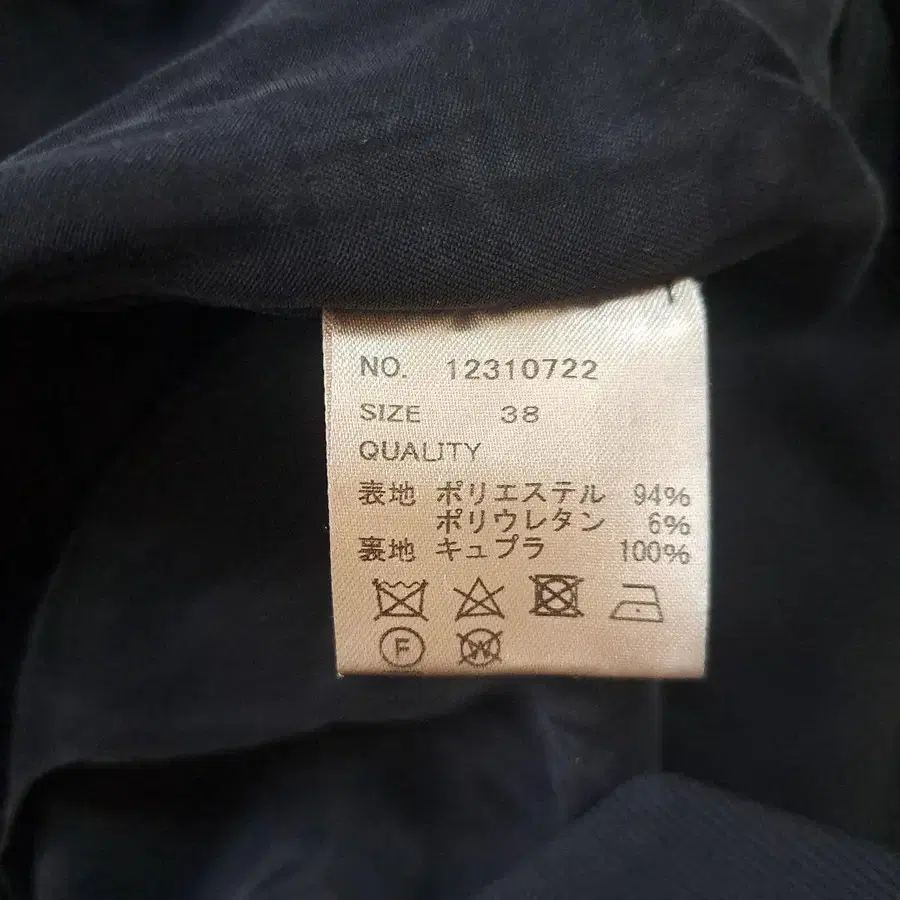 NO. 12310722
SIZE 38
QUALITY
表地 ポリエステル 94%
ポリウレタン 6%
裏地 キュプラ 100%
F W